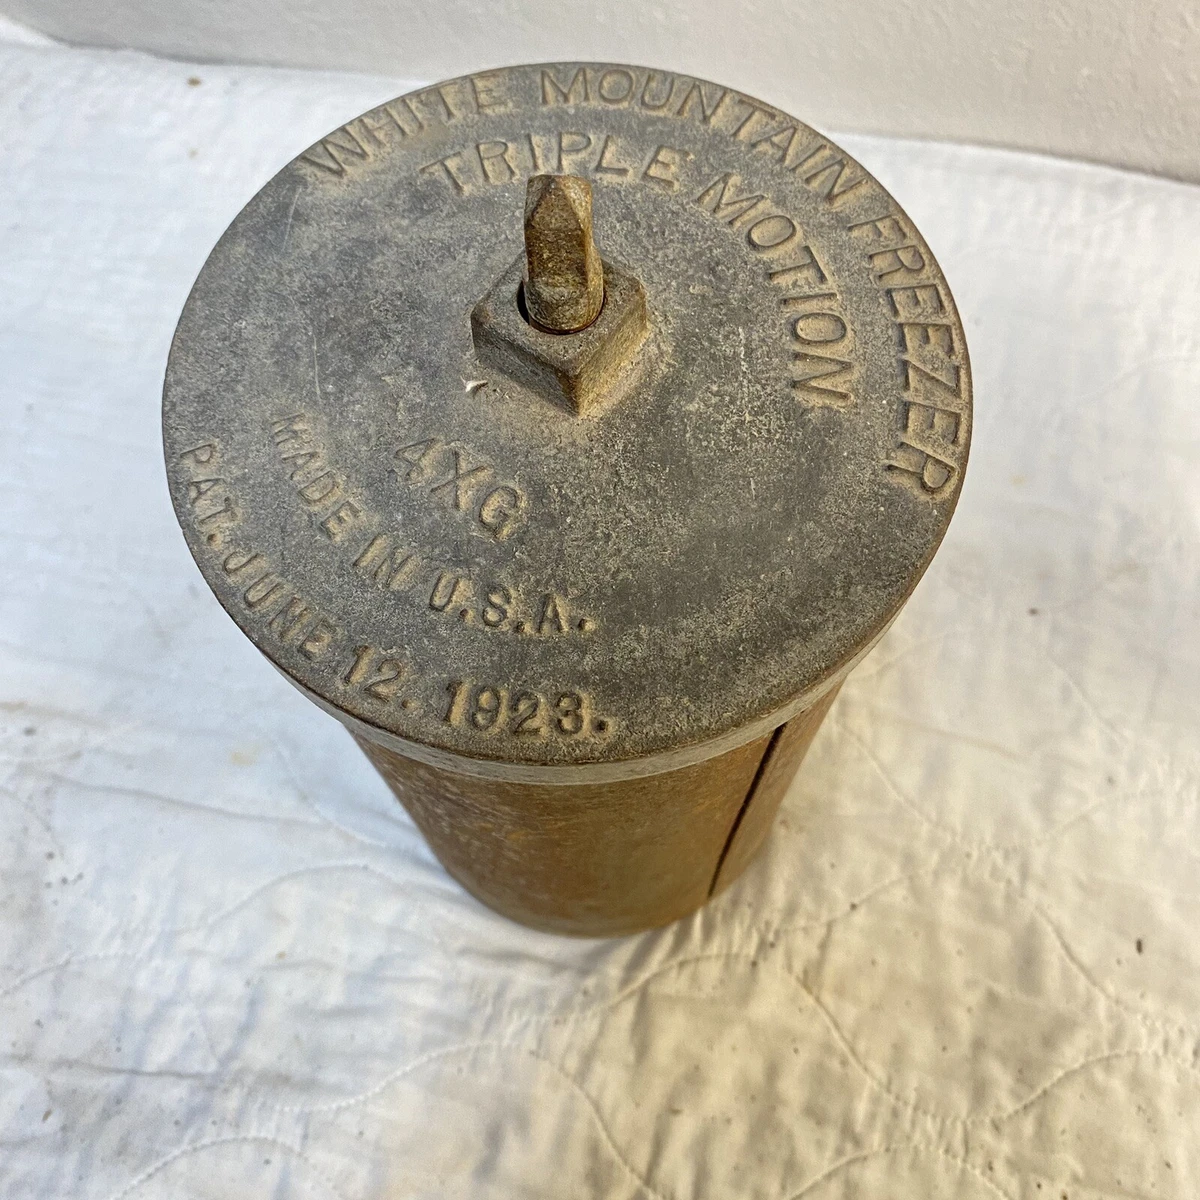 WHITE MOUNTAIN FREEZER
TRIPLE MOTION
4XG
MADE IN U.S.A.
PAT. JUNE 12. 1923.